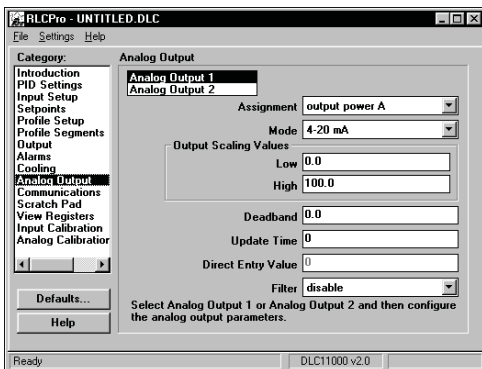 RLCPro - UNTITLED.DLC
File Settings Help
Category:
Introduction
PID Settings
Input Setup
Setpoints
Profile Setup
Profile Segments
Output
Alarms
Cooling
Analog Output
Communications
Scratch Pad
View Registers
Input Calibration
Analog Calibration
Defaults...
Help
Analog Output
Analog Output 1
Analog Output 2
Assignment output power A
Mode 4-20 mA
Output Scaling Values
Low 0.0
High 100.0
Deadband 0.0
Update Time 0
Direct Entry Value 0
Filter disable
Select Analog Output 1 or Analog Output 2 and then configure
the analog output parameters.
Ready DLC11000 v2.0